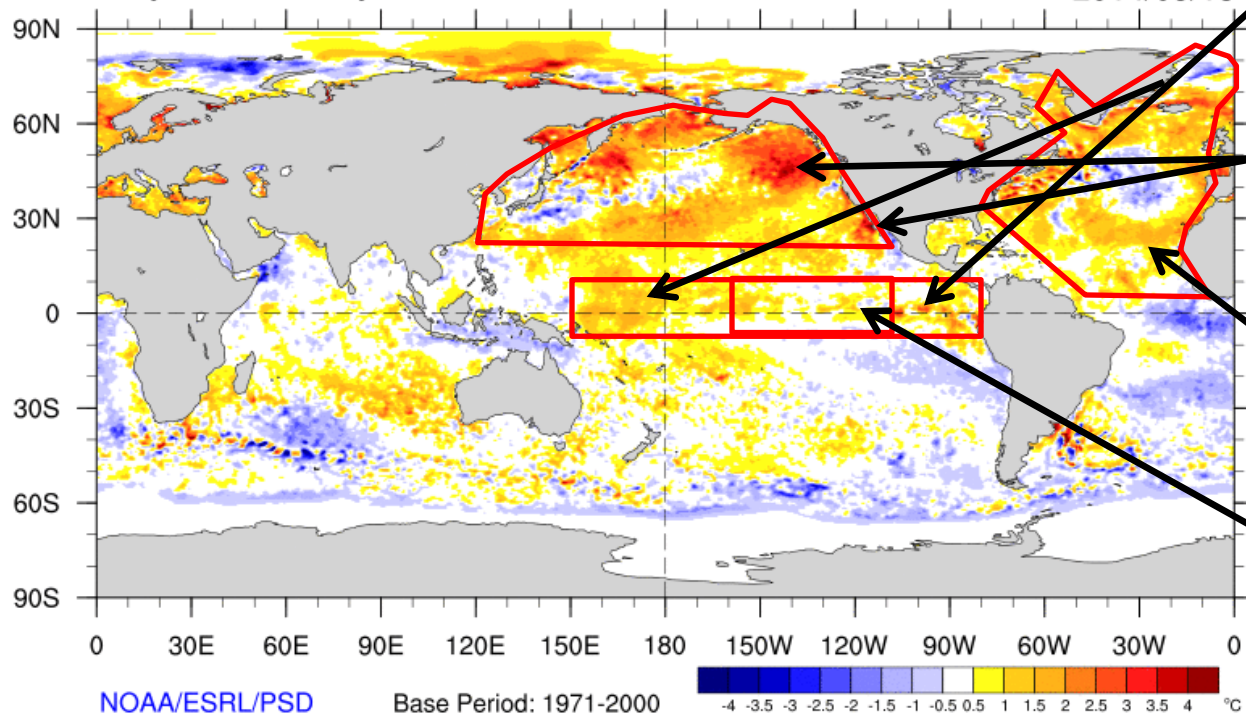 90N
60N
30N
0
30S
60S
90S
0 30E 60E 90E 120E 150E 180 150W 120W 90W 60W 30W 0
NOAA/ESRL/PSD Base Period: 1971-2000
-4 -3.5 -3 -2.5 -2 -1.5 -1 -0.5 0.5 1 1.5 2 2.5 3 3.5 4 °C